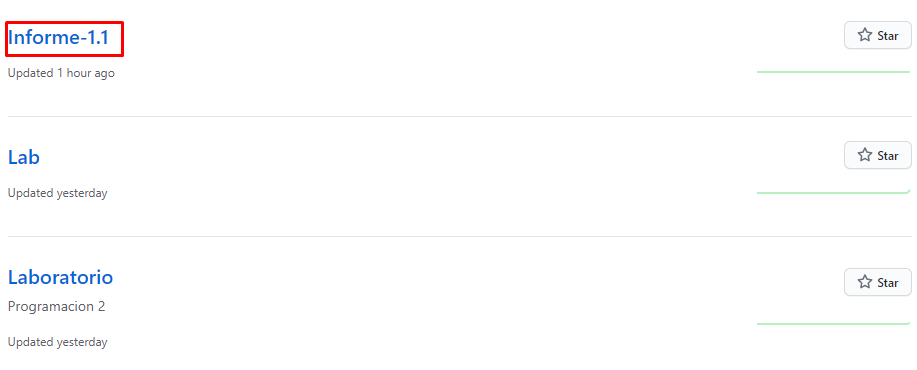 Informe-1.1
Star
Updated 1 hour ago
Lab
Star
Updated yesterday
Laboratorio
Star
Programacion 2
Updated yesterday